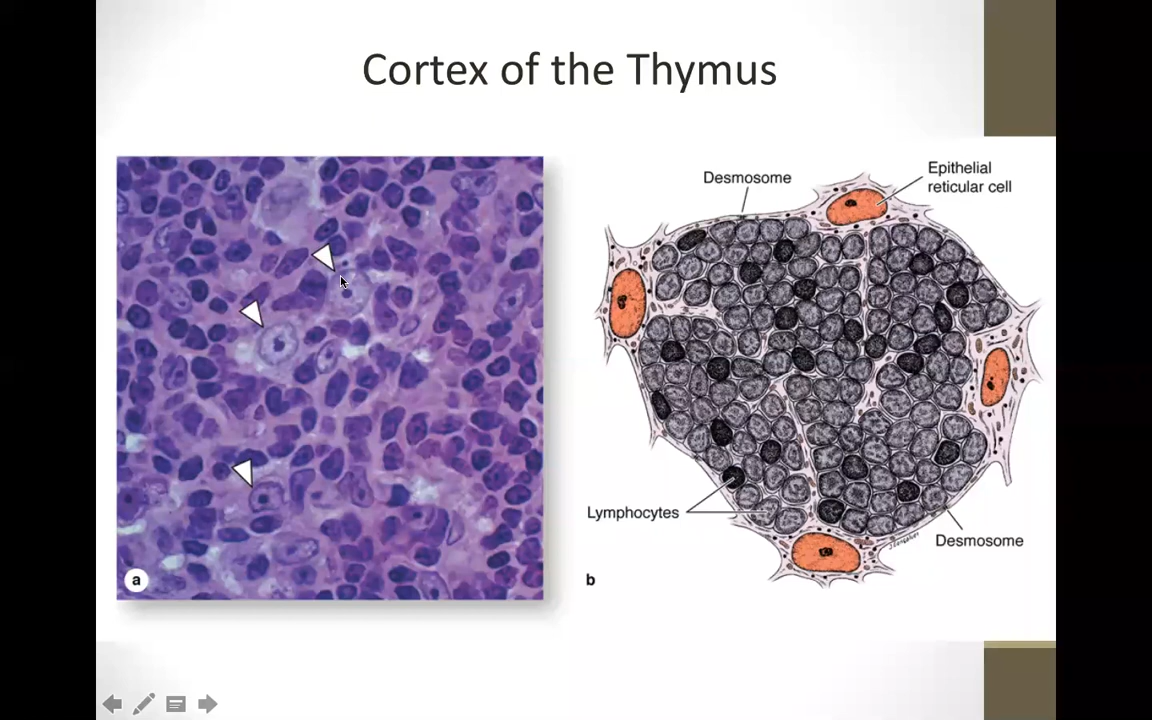 Cortex of the Thymus
Desmosome
Epithelial
reticular cell
Lymphocytes
Desmosome
a
b